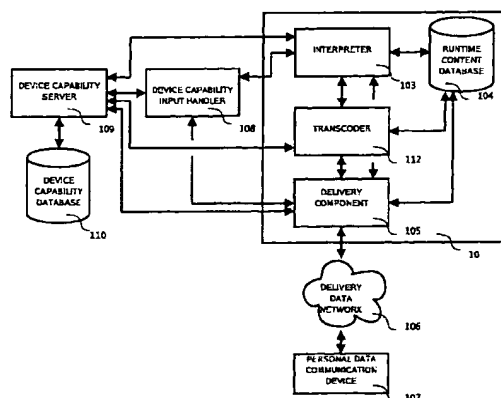 INTERPRETER
103
RUNTIME
CONTENT
DATABASE
104
DEVICE CAPABILITY
SERVER
109
DEVICE CAPABILITY
INPUT HANDLER
108
TRANSCODER
112
DEVICE
CAPABILITY
DATABASE
110
DELIVERY
COMPONENT
105
10
DELIVERY
DATA
NETWORK
106
PERSONAL DATA
COMMUNICATION
DEVICE
107